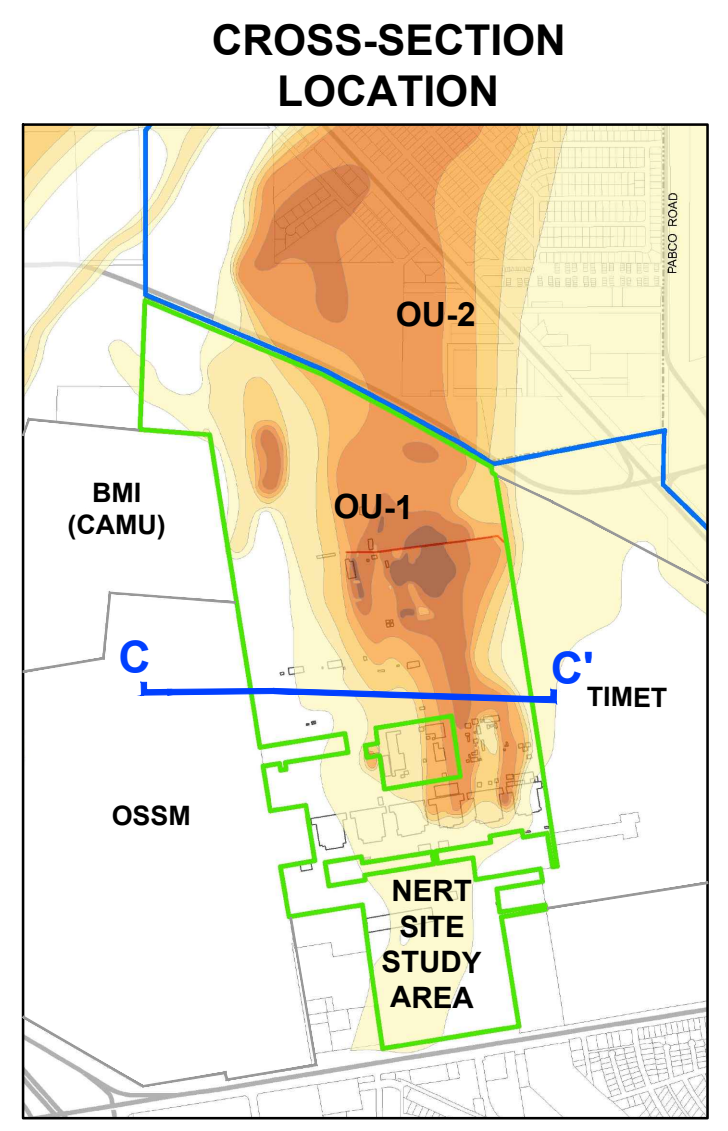 CROSS-SECTION
LOCATION
PABCO ROAD
OU-2
BMI
(CAMU)
OU-1
C
C'
TIMET
OSSM
NERT
SITE
STUDY
AREA